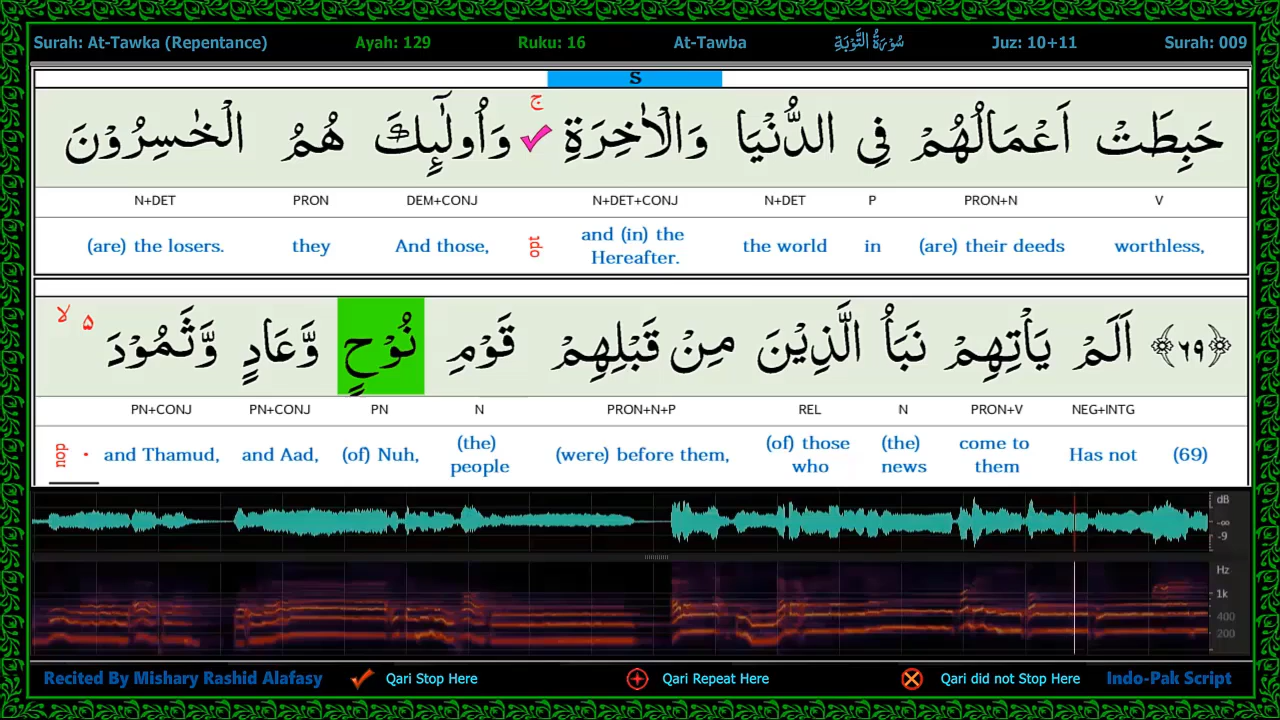 Surah: At-Tawka (Repentance) Ayah: 129 Ruku: 16 At-Tawba سُوْرَةُ التَّوْبَةِ Juz: 10+11 Surah: 009
S
حَبِطَتْ اَعْمَالُهُمْ فِى الدُّنْيَا وَالْاٰخِرَةِ ۚ وَاُولٰٓٮِٕكَ هُمُ الْخٰسِرُوْنَ
N+DET PRON DEM+CONJ N+DET+CONJ N+DET P PRON+N V
(are) the losers. they And those, opt and (in) the Hereafter. the world in (are) their deeds worthless,
﴿٦٩﴾ اَلَمْ يَاْتِهِمْ نَبَاُ الَّذِيْنَ مِنْ قَبْلِهِمْ قَوْمِ نُوْحٍ وَّعَادٍ وَّثَمُوْدَ ۵ لا
PN+CONJ PN+CONJ PN N PRON+N+P REL N PRON+V NEG+INTG
nop and Thamud, and Aad, (of) Nuh, (the) people (were) before them, (of) those who (the) news come to them Has not (69)
dB
-∞
-9
Hz
1k
400
200
Recited By Mishary Rashid Alafasy Qari Stop Here Qari Repeat Here Qari did not Stop Here Indo-Pak Script